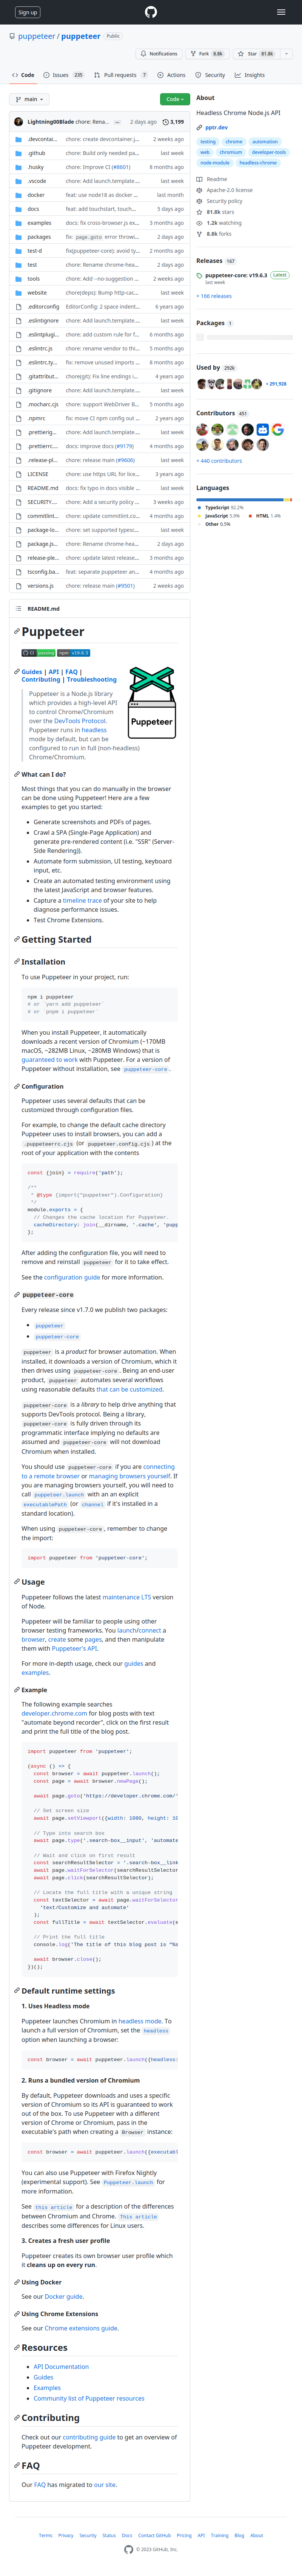 Sign up
puppeteer / puppeteer Public
Notifications Fork 8.8k Star 81.8k
Code Issues 235 Pull requests 7 Actions Security Insights
main Code
Lightning00Blade chore: Rena... ... 2 days ago 3,199
.devcontai... chore: create devcontainer.j... 2 weeks ago
.github chore: Build only needed pa... last week
.husky chore: Improve CI (#8601) 8 months ago
.vscode chore: Add launch.template.... last week
docker feat: use node18 as docker ... last month
docs feat: add touchstart, touchm... 5 days ago
examples docs: fix cross-browser js ex... 3 months ago
packages fix: page.goto error throwin... 2 days ago
test-d fix(puppeteer-core): avoid ty... 2 months ago
test chore: Rename chrome-hea... 2 days ago
tools chore: Add --no-suggestion ... 2 weeks ago
website chore(deps): Bump http-cac... last week
.editorconfig EditorConfig: 2 space indent... 6 years ago
.eslintignore chore: Add launch.template.... last week
.eslintplugi... chore: add custom rule for f... 6 months ago
.eslintrc.js chore: rename vendor to thi... 5 months ago
.eslintrc.ty... fix: remove unused imports ... 8 months ago
.gitattribut... chore(git): Fix line endings i... 4 years ago
.gitignore chore: Add launch.template.... last week
.mocharc.cjs chore: support WebDriver B... 5 months ago
.npmrc fix: move CI npm config out ... 2 years ago
.prettierig... chore: Add launch.template.... last week
.prettierrc.... docs: improve docs (#9179) 4 months ago
.release-pl... chore: release main (#9606) last week
LICENSE chore: use https URL for lice... 3 years ago
README.md docs: fix typo in docs visible ... last week
SECURITY.... chore: Add a security policy ... 3 weeks ago
commitlint... chore: update commitlint.co... 4 months ago
package-lo... chore: set supported typesc... last week
package.js... chore: Rename chrome-hea... 2 days ago
release-ple... chore: update latest release... 3 months ago
tsconfig.ba... feat: separate puppeteer an... 4 months ago
versions.js chore: release main (#9501) 2 weeks ago
README.md
Puppeteer
CI passing npm v19.6.3
Guides | API | FAQ | Contributing | Troubleshooting
Puppeteer
Puppeteer is a Node.js library
which provides a high-level API
to control Chrome/Chromium
over the DevTools Protocol.
Puppeteer runs in headless
mode by default, but can be
configured to run in full (non-headless)
Chrome/Chromium.
What can I do?
Most things that you can do manually in the browser
can be done using Puppeteer! Here are a few
examples to get you started:
Generate screenshots and PDFs of pages.
Crawl a SPA (Single-Page Application) and
generate pre-rendered content (i.e. "SSR" (Server-
Side Rendering)).
Automate form submission, UI testing, keyboard
input, etc.
Create an automated testing environment using
the latest JavaScript and browser features.
Capture a timeline trace of your site to help
diagnose performance issues.
Test Chrome Extensions.
Getting Started
Installation
To use Puppeteer in your project, run:
npm i puppeteer
# or `yarn add puppeteer`
# or `pnpm i puppeteer`
When you install Puppeteer, it automatically
downloads a recent version of Chromium (~170MB
macOS, ~282MB Linux, ~280MB Windows) that is
guaranteed to work with Puppeteer. For a version of
Puppeteer without installation, see puppeteer-core.
Configuration
Puppeteer uses several defaults that can be
customized through configuration files.
For example, to change the default cache directory
Puppeteer uses to install browsers, you can add a
.puppeteerrc.cjs (or puppeteer.config.cjs) at the
root of your application with the contents
const {join} = require('path');
/**
* @type {import("puppeteer").Configuration}
*/
module.exports = {
// Changes the cache location for Puppeteer.
cacheDirectory: join(__dirname, '.cache', 'pupp
};
After adding the configuration file, you will need to
remove and reinstall puppeteer for it to take effect.
See the configuration guide for more information.
puppeteer-core
Every release since v1.7.0 we publish two packages:
puppeteer
puppeteer-core
puppeteer is a product for browser automation. When
installed, it downloads a version of Chromium, which it
then drives using puppeteer-core. Being an end-user
product, puppeteer automates several workflows
using reasonable defaults that can be customized.
puppeteer-core is a library to help drive anything that
supports DevTools protocol. Being a library,
puppeteer-core is fully driven through its
programmatic interface implying no defaults are
assumed and puppeteer-core will not download
Chromium when installed.
You should use puppeteer-core if you are connecting
to a remote browser or managing browsers yourself. If
you are managing browsers yourself, you will need to
call puppeteer.launch with an an explicit
executablePath (or channel if it's installed in a
standard location).
When using puppeteer-core, remember to change
the import:
import puppeteer from 'puppeteer-core';
Usage
Puppeteer follows the latest maintenance LTS version
of Node.
Puppeteer will be familiar to people using other
browser testing frameworks. You launch/connect a
browser, create some pages, and then manipulate
them with Puppeteer's API.
For more in-depth usage, check our guides and
examples.
Example
The following example searches
developer.chrome.com for blog posts with text
"automate beyond recorder", click on the first result
and print the full title of the blog post.
import puppeteer from 'puppeteer';
(async () => {
const browser = await puppeteer.launch();
const page = await browser.newPage();
await page.goto('https://developer.chrome.com/'
// Set screen size
await page.setViewport({width: 1080, height: 10
// Type into search box
await page.type('.search-box__input', 'automate
// Wait and click on first result
const searchResultSelector = '.search-box__link
await page.waitForSelector(searchResultSelector
await page.click(searchResultSelector);
// Locate the full title with a unique string
const textSelector = await page.waitForSelector
'text/Customize and automate'
);
const fullTitle = await textSelector.evaluate(e
// Print the full title
console.log('The title of this blog post is "%s
await browser.close();
})();
Default runtime settings
1. Uses Headless mode
Puppeteer launches Chromium in headless mode. To
launch a full version of Chromium, set the headless
option when launching a browser:
const browser = await puppeteer.launch({headless:
2. Runs a bundled version of Chromium
By default, Puppeteer downloads and uses a specific
version of Chromium so its API is guaranteed to work
out of the box. To use Puppeteer with a different
version of Chrome or Chromium, pass in the
executable's path when creating a Browser instance:
const browser = await puppeteer.launch({executabl
You can also use Puppeteer with Firefox Nightly
(experimental support). See Puppeteer.launch for
more information.
See this article for a description of the differences
between Chromium and Chrome. This article
describes some differences for Linux users.
3. Creates a fresh user profile
Puppeteer creates its own browser user profile which
it cleans up on every run.
Using Docker
See our Docker guide.
Using Chrome Extensions
See our Chrome extensions guide.
Resources
API Documentation
Guides
Examples
Community list of Puppeteer resources
Contributing
Check out our contributing guide to get an overview of
Puppeteer development.
FAQ
Our FAQ has migrated to our site.
About
Headless Chrome Node.js API
pptr.dev
testing chrome automation
web chromium developer-tools
node-module headless-chrome
Readme
Apache-2.0 license
Security policy
81.8k stars
1.2k watching
8.8k forks
Releases 167
puppeteer-core: v19.6.3 Latest
last week
+ 166 releases
Packages 1
Used by 292k
+ 291,928
Contributors 451
+ 440 contributors
Languages
TypeScript 92.2%
JavaScript 5.9% HTML 1.4%
Other 0.5%
Terms Privacy Security Status Docs Contact GitHub Pricing API Training Blog About
© 2023 GitHub, Inc.